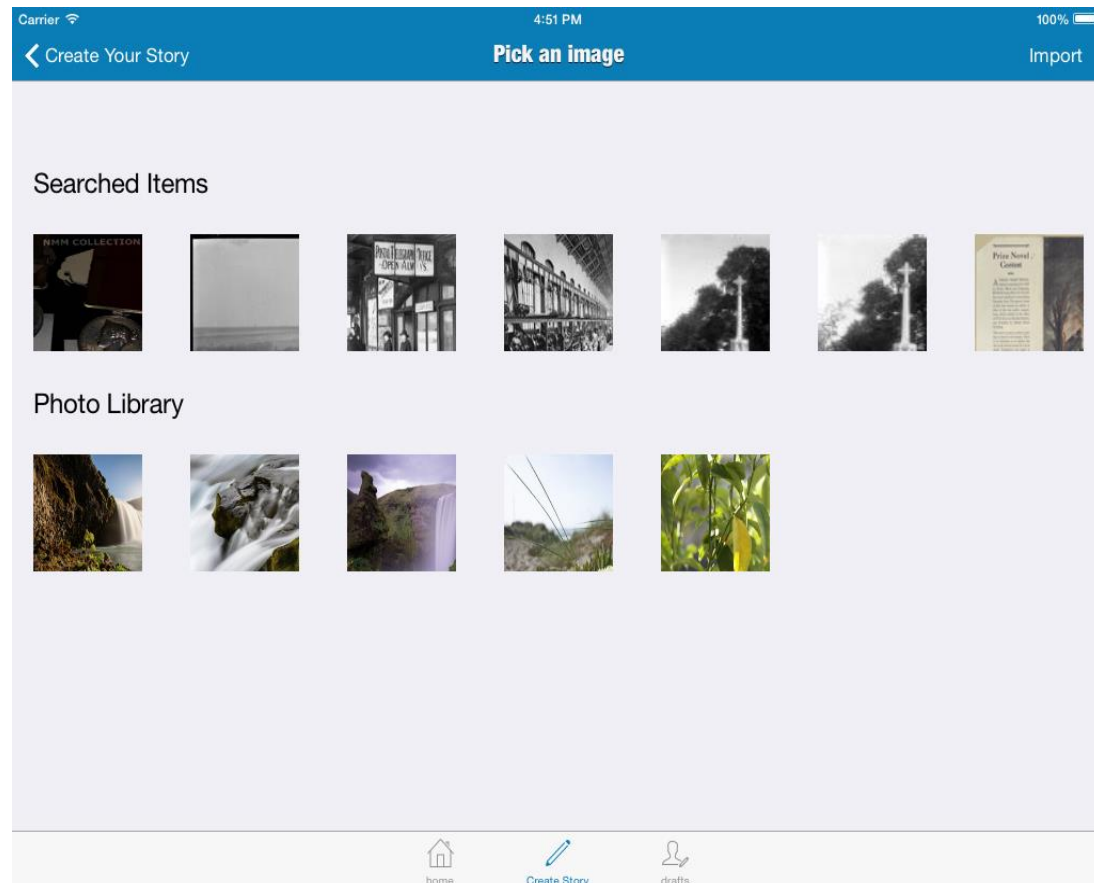 Carrier
4:51 PM
100%
Create Your Story
Pick an image
Import
Searched Items
NMM COLLECTION
OPEN
Prize Novel
Contest
Photo Library
home
Create Story
drafts